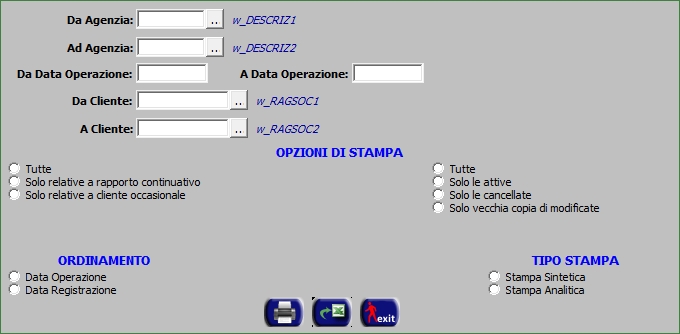 Da Agenzia: .. w_DESCRIZ1
Ad Agenzia: .. w_DESCRIZ2
Da Data Operazione: A Data Operazione:
Da Cliente: .. w_RAGSOC1
A Cliente: .. w_RAGSOC2
OPZIONI DI STAMPA
Tutte Tutte
Solo relative a rapporto continuativo Solo le attive
Solo relative a cliente occasionale Solo le cancellate
Solo vecchia copia di modificate
ORDINAMENTO TIPO STAMPA
Data Operazione Stampa Sintetica
Data Registrazione Stampa Analitica
exit